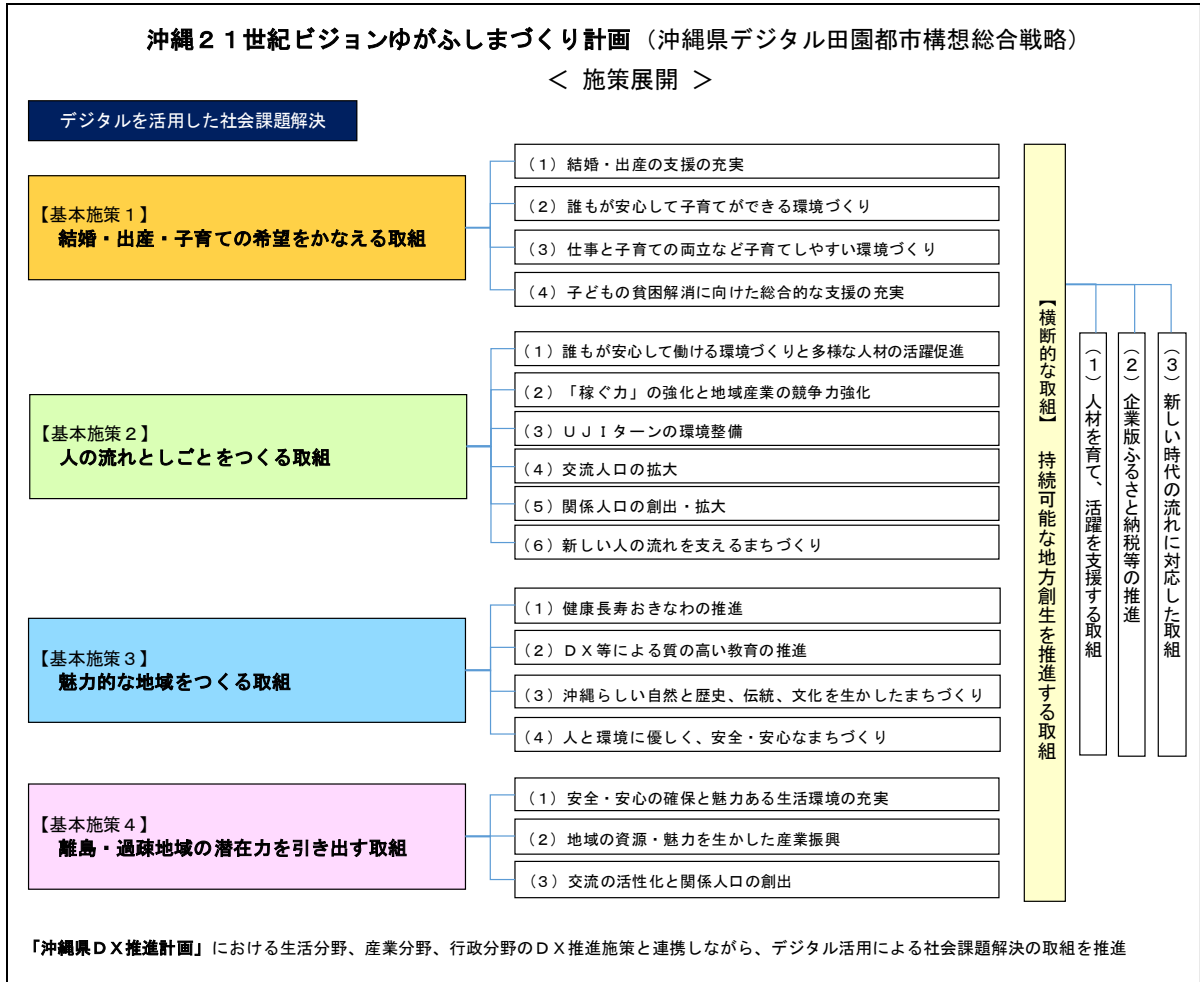 沖縄２１世紀ビジョンゆがふしまづくり計画（沖縄県デジタル田園都市構想総合戦略）
＜ 施策展開 ＞
デジタルを活用した社会課題解決
【基本施策１】
結婚・出産・子育ての希望をかなえる取組
（１）結婚・出産の支援の充実
（２）誰もが安心して子育てができる環境づくり
（３）仕事と子育ての両立など子育てしやすい環境づくり
（４）子どもの貧困解消に向けた総合的な支援の充実
【基本施策２】
人の流れとしごとをつくる取組
（１）誰もが安心して働ける環境づくりと多様な人材の活躍促進
（２）「稼ぐ力」の強化と地域産業の競争力強化
（３）ＵＪＩターンの環境整備
（４）交流人口の拡大
（５）関係人口の創出・拡大
（６）新しい人の流れを支えるまちづくり
【基本施策３】
魅力的な地域をつくる取組
（１）健康長寿おきなわの推進
（２）ＤＸ等による質の高い教育の推進
（３）沖縄らしい自然と歴史、伝統、文化を生かしたまちづくり
（４）人と環境に優しく、安全・安心なまちづくり
【基本施策４】
離島・過疎地域の潜在力を引き出す取組
（１）安全・安心の確保と魅力ある生活環境の充実
（２）地域の資源・魅力を生かした産業振興
（３）交流の活性化と関係人口の創出
【横断的な取組】　持続可能な地方創生を推進する取組
（１）人材を育て、活躍を支援する取組
（２）企業版ふるさと納税等の推進
（３）新しい時代の流れに対応した取組
「沖縄県ＤＸ推進計画」における生活分野、産業分野、行政分野のＤＸ推進施策と連携しながら、デジタル活用による社会課題解決の取組を推進